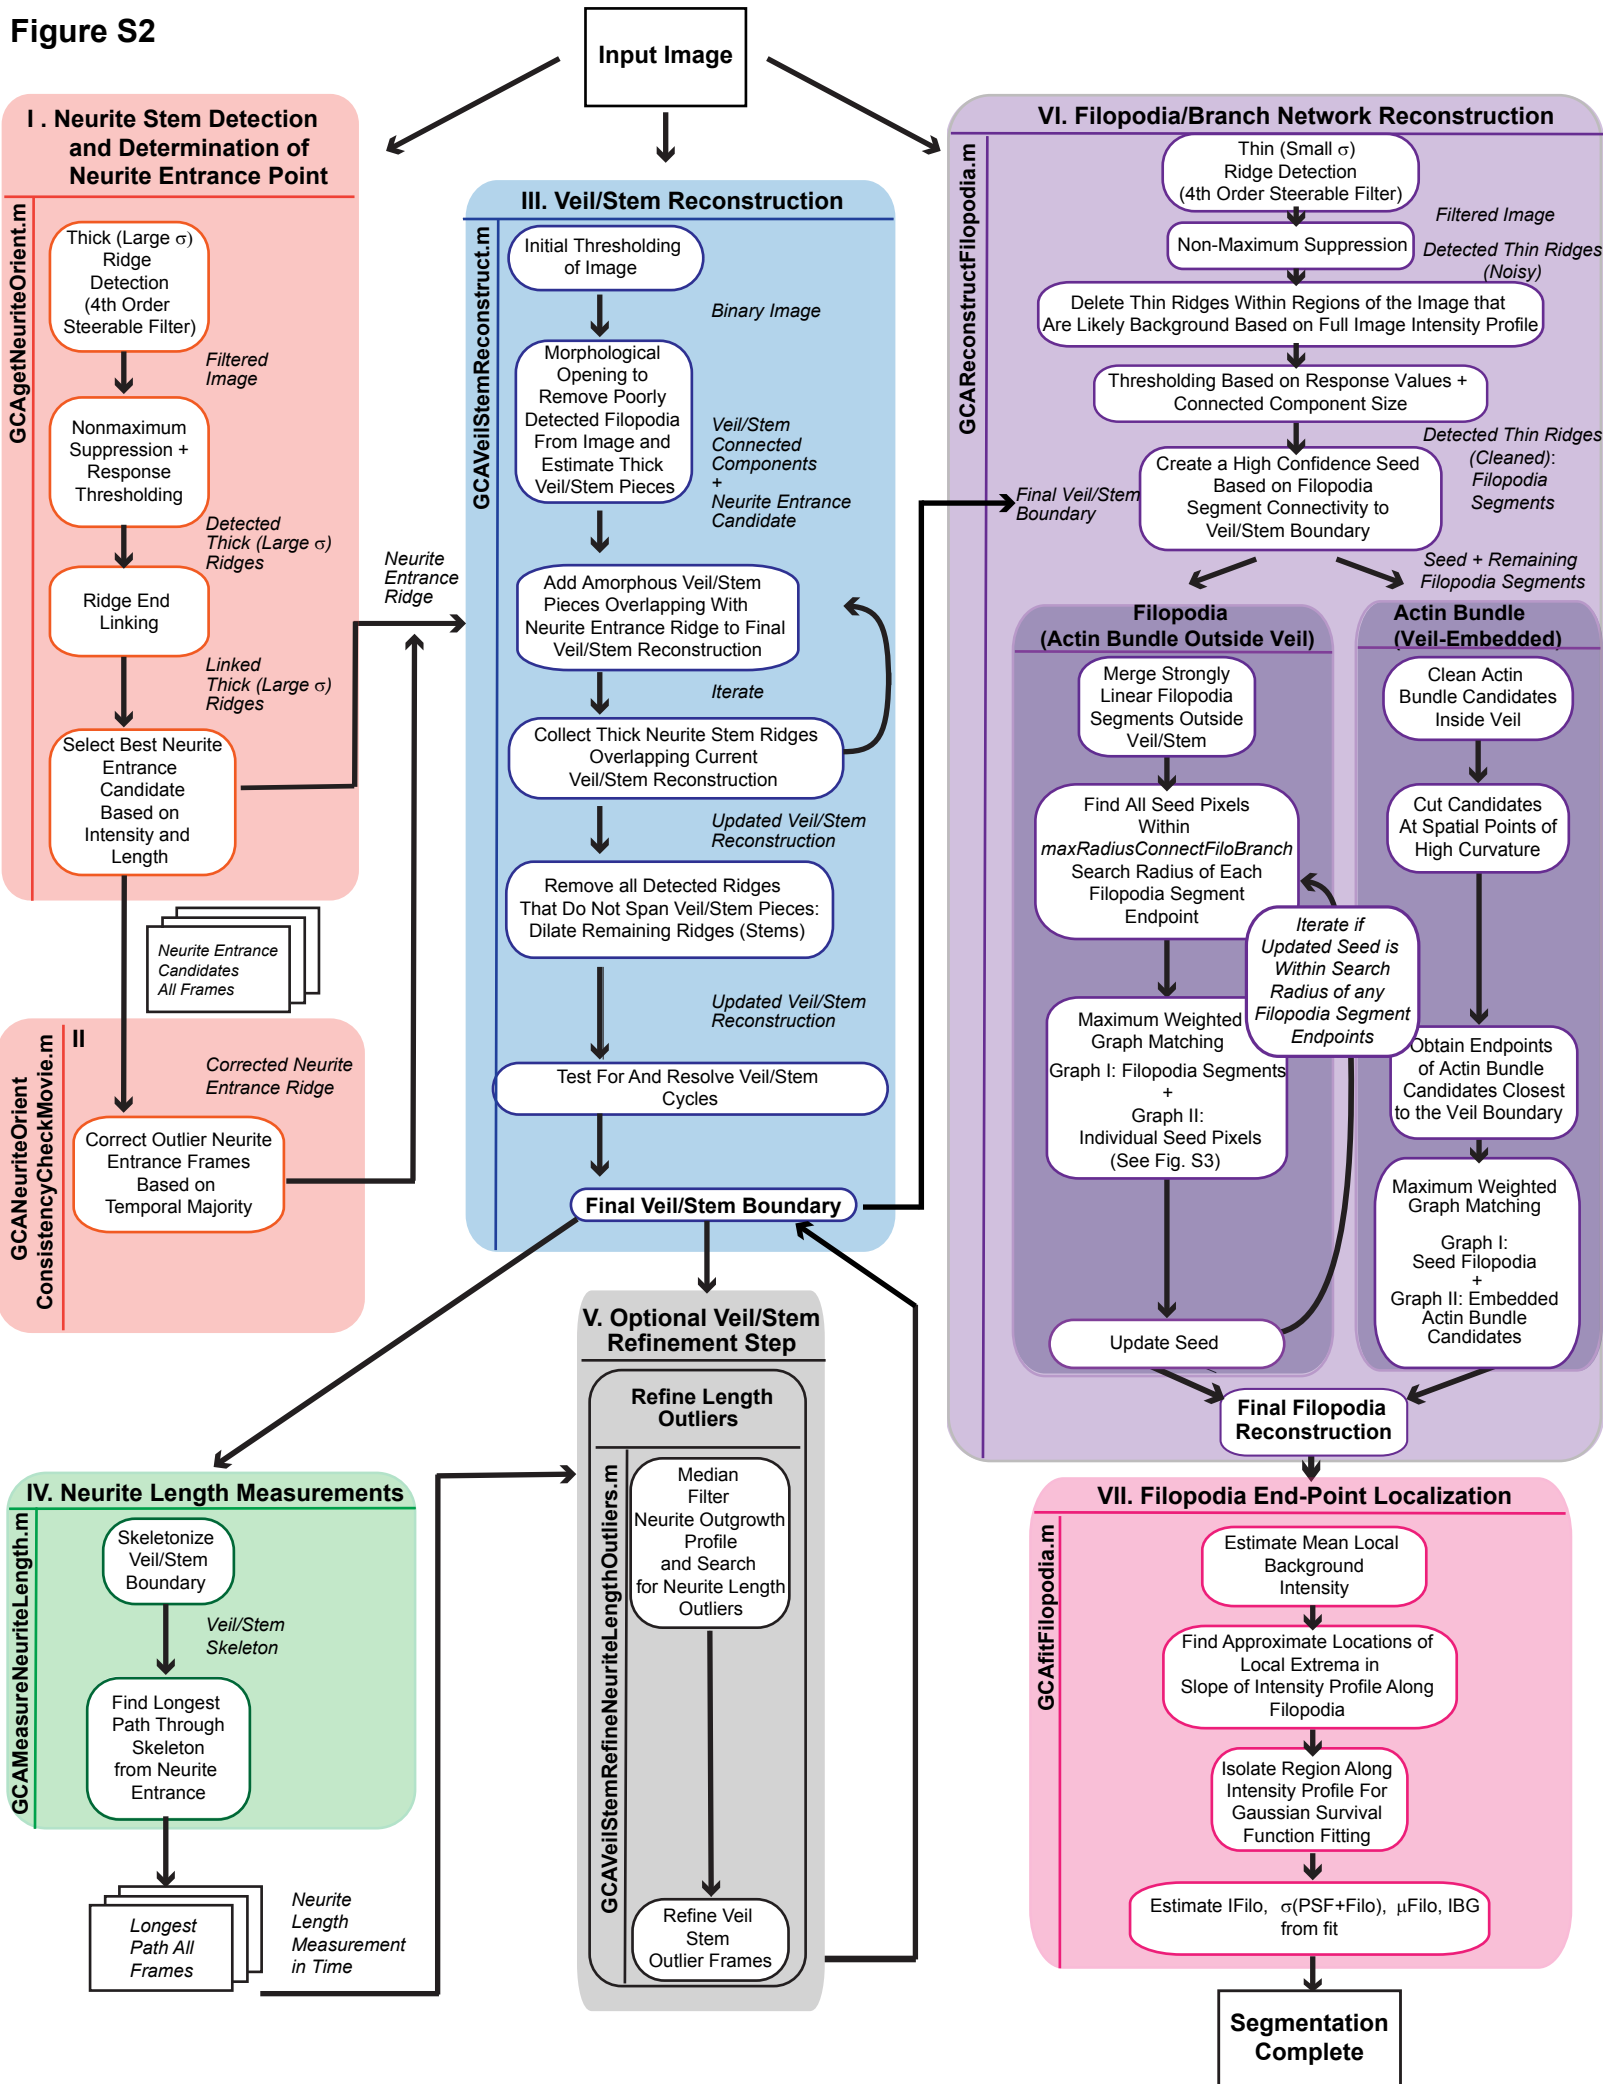 Figure S2
Input Image
I . Neurite Stem Detection
and Determination of
Neurite Entrance Point
GCAgetNeuriteOrient.m
Thick (Large σ)
Ridge
Detection
(4th Order
Steerable Filter)
Filtered
Image
Nonmaximum
Suppression +
Response
Thresholding
Detected
Thick (Large σ)
Ridges
Ridge End
Linking
Linked
Thick (Large σ)
Ridges
Select Best Neurite
Entrance
Candidate
Based on
Intensity and
Length
Neurite Entrance
Candidates
All Frames
Neurite
Entrance
Ridge
II
GCANeuriteOrient
ConsistencyCheckMovie.m
Corrected Neurite
Entrance Ridge
Correct Outlier Neurite
Entrance Frames
Based on
Temporal Majority
III. Veil/Stem Reconstruction
GCAVeilStemReconstruct.m
Initial Thresholding
of Image
Binary Image
Morphological
Opening to
Remove Poorly
Detected Filopodia
From Image and
Estimate Thick
Veil/Stem Pieces
Veil/Stem
Connected
Components
+
Neurite Entrance
Candidate
Add Amorphous Veil/Stem
Pieces Overlapping With
Neurite Entrance Ridge to Final
Veil/Stem Reconstruction
Iterate
Collect Thick Neurite Stem Ridges
Overlapping Current
Veil/Stem Reconstruction
Updated Veil/Stem
Reconstruction
Remove all Detected Ridges
That Do Not Span Veil/Stem Pieces:
Dilate Remaining Ridges (Stems)
Updated Veil/Stem
Reconstruction
Test For And Resolve Veil/Stem
Cycles
Final Veil/Stem Boundary
IV. Neurite Length Measurements
GCAMeasureNeuriteLength.m
Skeletonize
Veil/Stem
Boundary
Veil/Stem
Skeleton
Find Longest
Path Through
Skeleton
from Neurite
Entrance
Longest
Path All
Frames
Neurite
Length
Measurement
in Time
V. Optional Veil/Stem
Refinement Step
Refine Length
Outliers
GCAVeilStemRefineNeuriteLengthOutliers.m
Median
Filter
Neurite Outgrowth
Profile
and Search
for Neurite Length
Outliers
Refine Veil
Stem
Outlier Frames
VI. Filopodia/Branch Network Reconstruction
GCAReconstructFilopodia.m
Thin (Small σ)
Ridge Detection
(4th Order Steerable Filter)
Filtered Image
Non-Maximum Suppression
Detected Thin Ridges
(Noisy)
Delete Thin Ridges Within Regions of the Image that
Are Likely Background Based on Full Image Intensity Profile
Thresholding Based on Response Values +
Connected Component Size
Detected Thin Ridges
(Cleaned):
Filopodia
Segments
Final Veil/Stem
Boundary
Create a High Confidence Seed
Based on Filopodia
Segment Connectivity to
Veil/Stem Boundary
Seed + Remaining
Filopodia Segments
Filopodia
(Actin Bundle Outside Veil)
Merge Strongly
Linear Filopodia
Segments Outside
Veil/Stem
Find All Seed Pixels
Within
maxRadiusConnectFiloBranch
Search Radius of Each
Filopodia Segment
Endpoint
Iterate if
Updated Seed is
Within Search
Radius of any
Filopodia Segment
Endpoints
Maximum Weighted
Graph Matching
Graph I: Filopodia Segments
+
Graph II:
Individual Seed Pixels
(See Fig. S3)
Update Seed
Actin Bundle
(Veil-Embedded)
Clean Actin
Bundle Candidates
Inside Veil
Cut Candidates
At Spatial Points of
High Curvature
Obtain Endpoints
of Actin Bundle
Candidates Closest
to the Veil Boundary
Maximum Weighted
Graph Matching
Graph I:
Seed Filopodia
+
Graph II: Embedded
Actin Bundle
Candidates
Final Filopodia
Reconstruction
VII. Filopodia End-Point Localization
GCAfitFilopodia.m
Estimate Mean Local
Background
Intensity
Find Approximate Locations of
Local Extrema in
Slope of Intensity Profile Along
Filopodia
Isolate Region Along
Intensity Profile For
Gaussian Survival
Function Fitting
Estimate IFilo, σ(PSF+Filo), μFilo, IBG
from fit
Segmentation
Complete